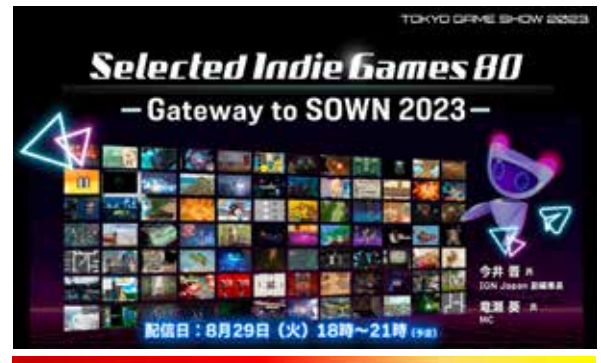 TOKYO GAME SHOW 2023
Selected Indie Games 80
—Gateway to SOWN 2023—
今井 晋 氏
IGN Japan 副編集長
竜瀬 葵 氏
MC
配信日：8月29日（火）18時～21時（予定）